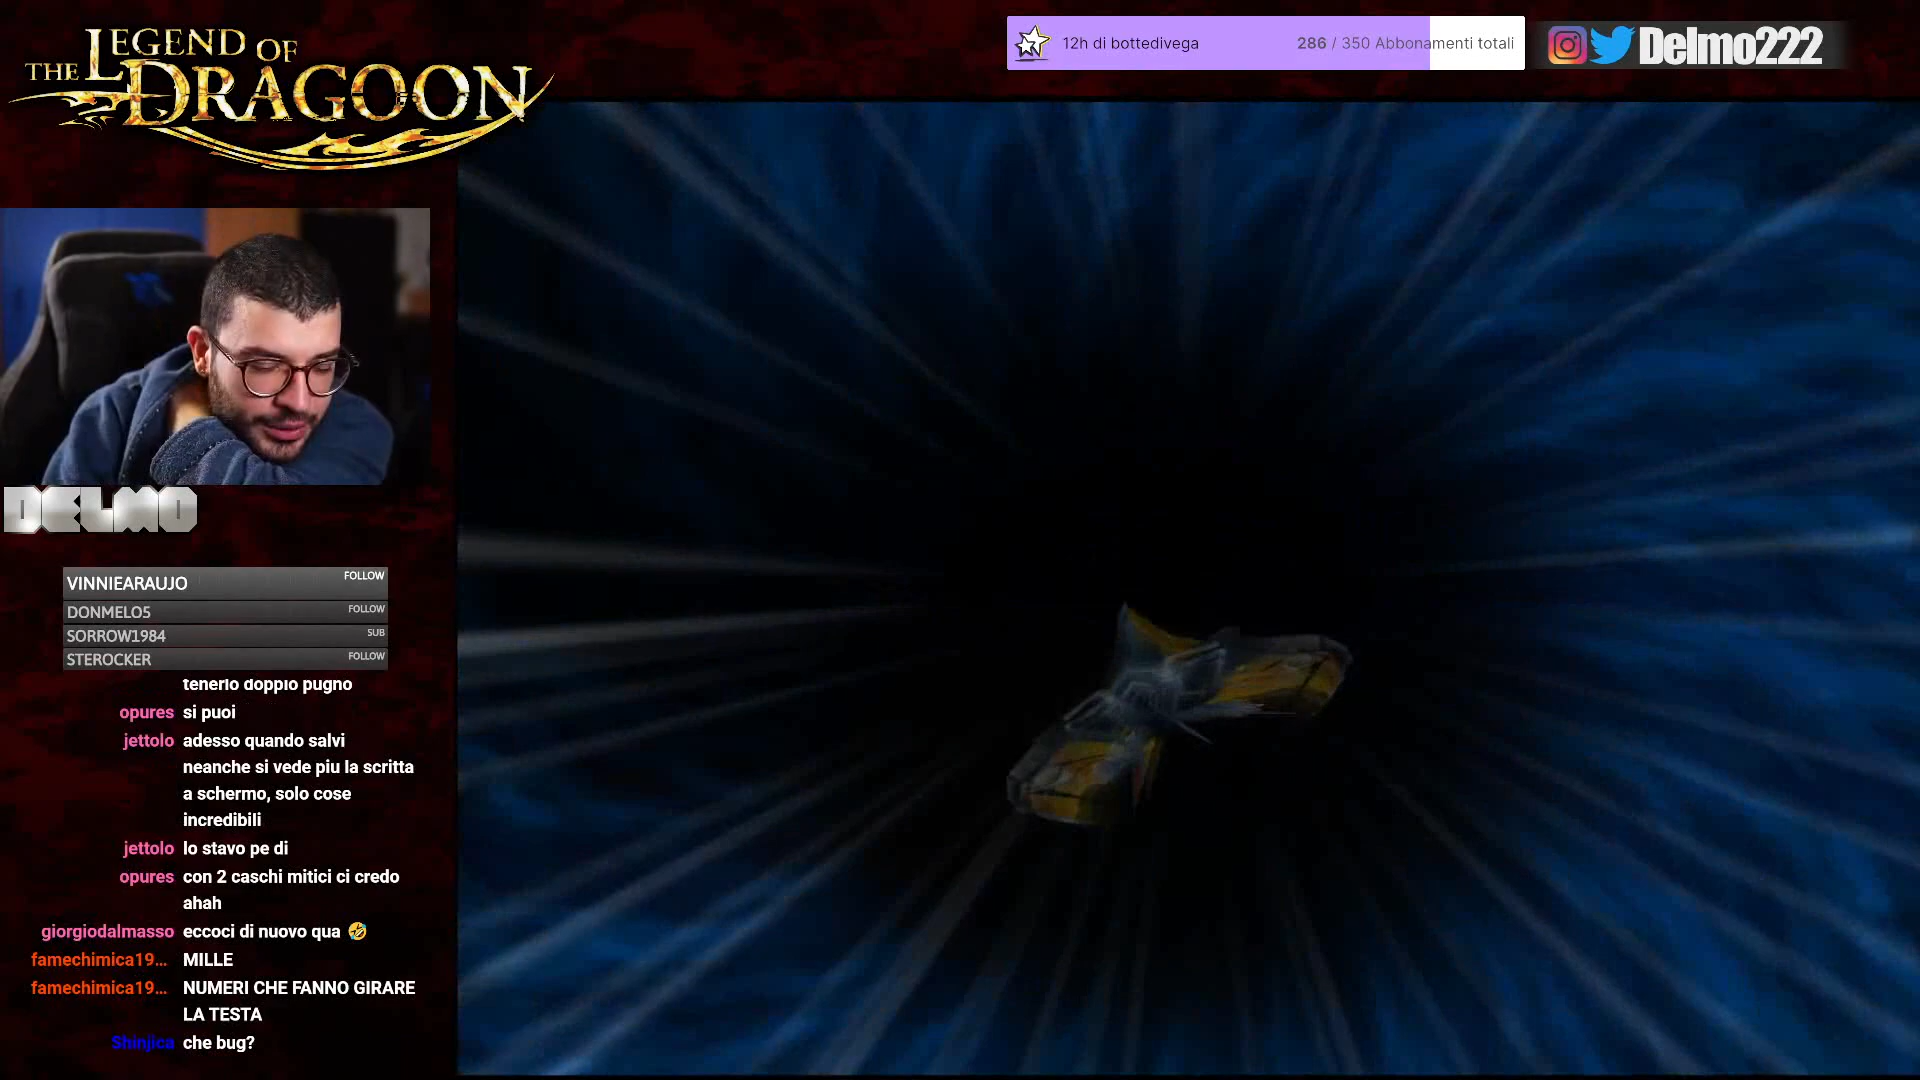 LEGEND OF
THE DRAGOON
12h di bottedivega
286 / 350 Abbonamenti totali
Delmo222
DELMO
VINNIEARAUJO FOLLOW
DONMELO5 FOLLOW
SORROW1984 SUB
STEROCKER FOLLOW
tenerlo doppio pugno
opures si puoi
jettolo adesso quando salvi
neanche si vede piu la scritta
a schermo, solo cose
incredibili
jettolo lo stavo pe di
opures con 2 caschi mitici ci credo
ahah
giorgiodalmasso eccoci di nuovo qua 🤣
famechimica19... MILLE
famechimica19... NUMERI CHE FANNO GIRARE
LA TESTA
Shinjica che bug?